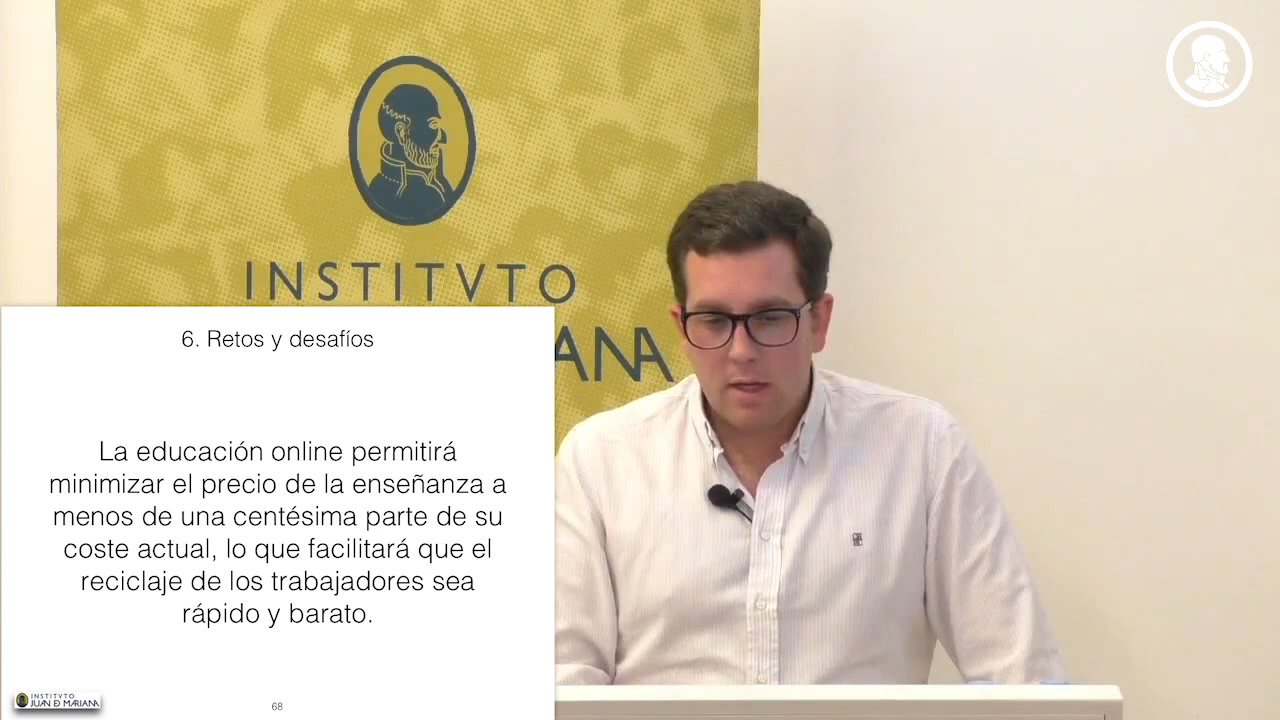 INSTITVTO
ANA
6. Retos y desafíos
La educación online permitirá
minimizar el precio de la enseñanza a
menos de una centésima parte de su
coste actual, lo que facilitará que el
reciclaje de los trabajadores sea
rápido y barato.
INSTITVTO
JUAN DE MARIANA
68